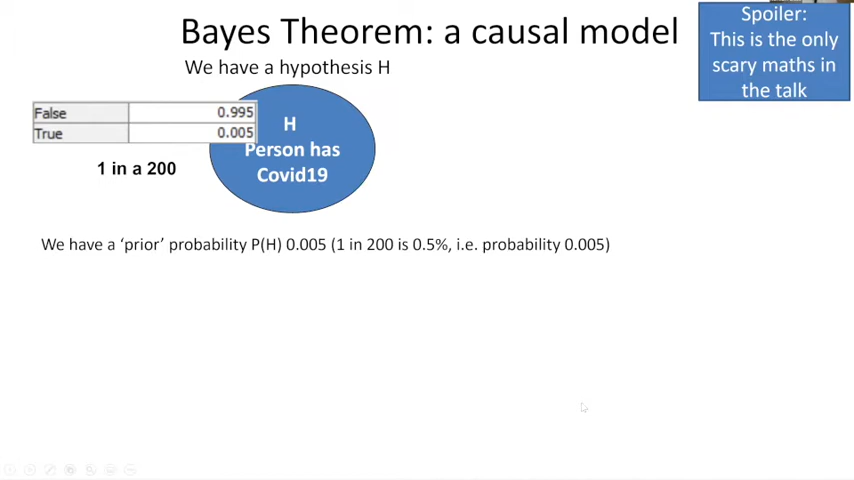 Bayes Theorem: a causal model
Spoiler:
This is the only
scary maths in
the talk
We have a hypothesis H
False 0.995
True 0.005
H
Person has
Covid19
1 in a 200
We have a ‘prior’ probability P(H) 0.005 (1 in 200 is 0.5%, i.e. probability 0.005)